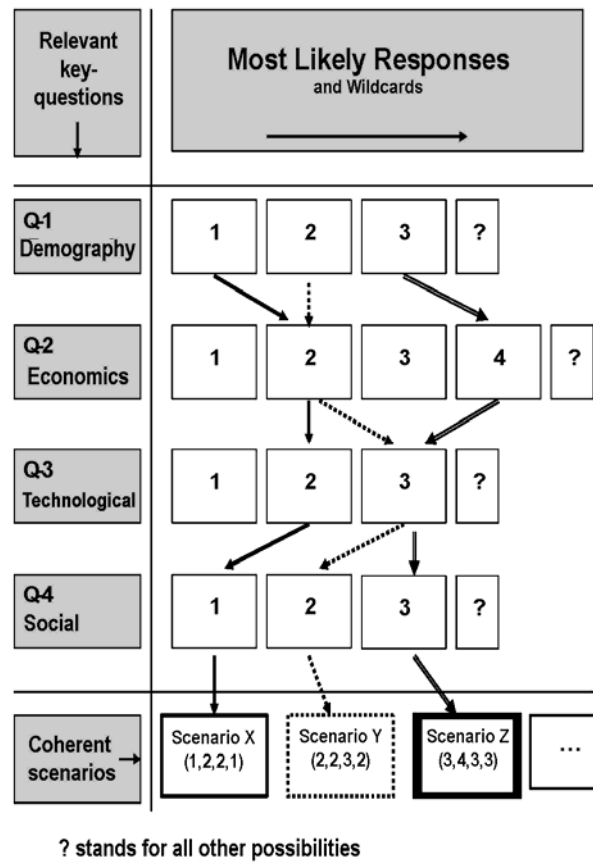 Relevant
key-
questions
Most Likely Responses
and Wildcards
Q-1
Demography
1
2
3
?
Q-2
Economics
1
2
3
4
?
Q-3
Technological
1
2
3
?
Q-4
Social
1
2
3
?
Coherent
scenarios
Scenario X
(1,2,2,1)
Scenario Y
(2,2,3,2)
Scenario Z
(3,4,3,3)
...
? stands for all other possibilities